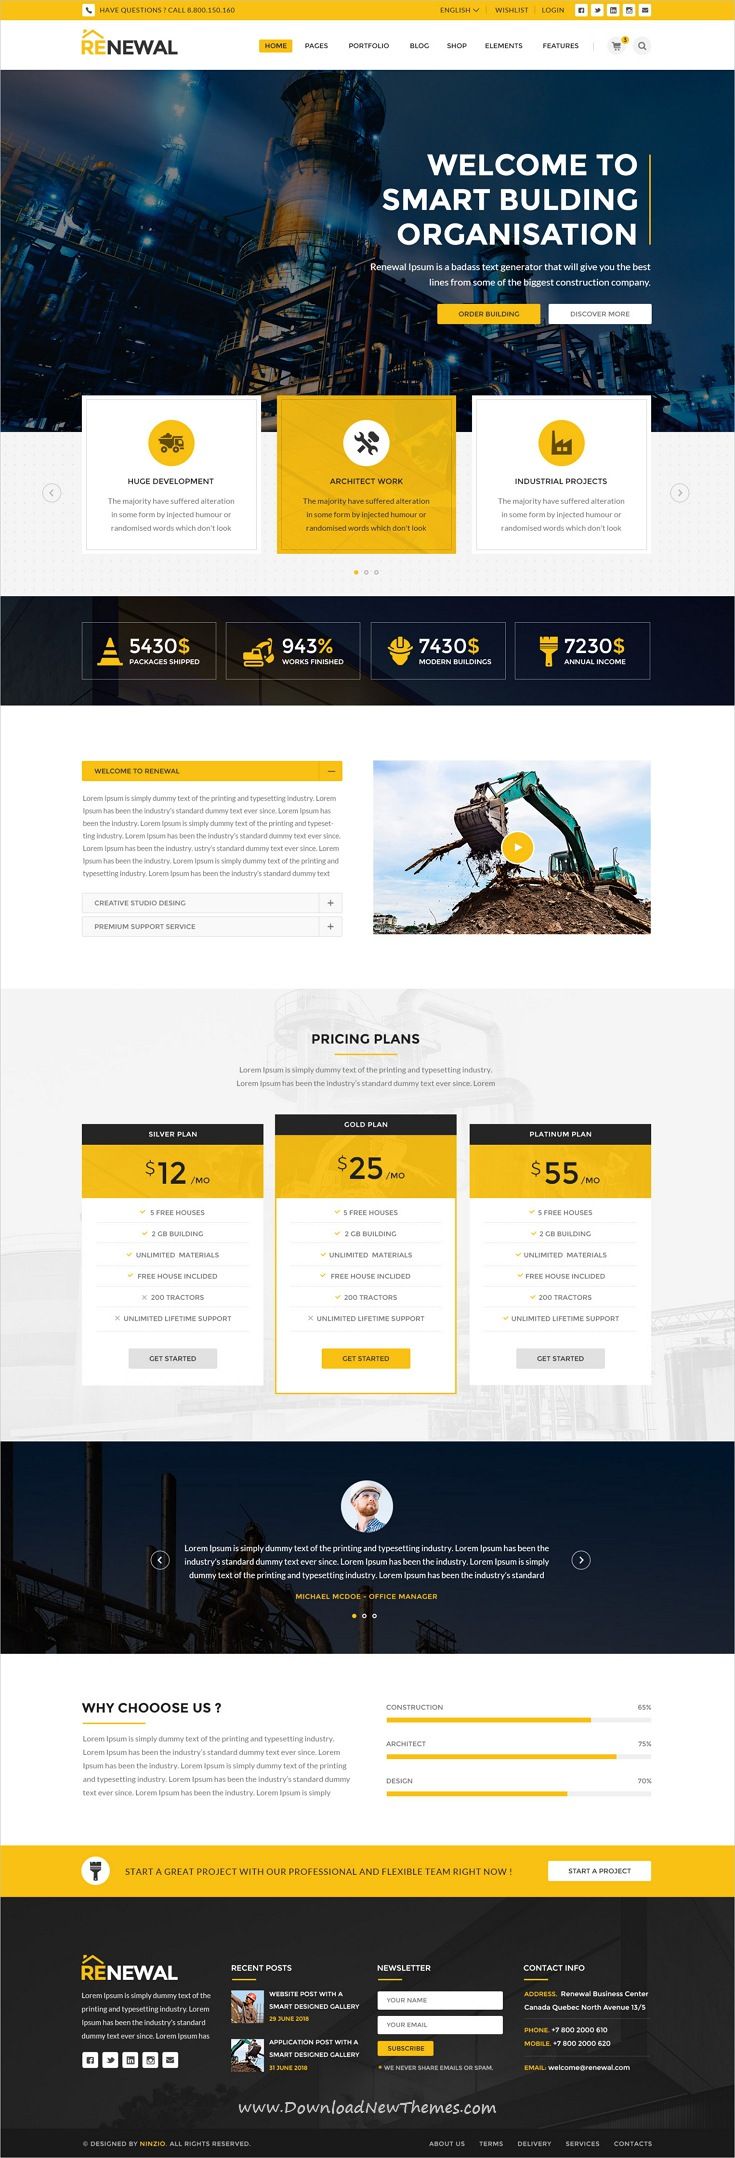 HAVE QUESTIONS ? CALL 8.800.150.160
ENGLISH
WISHLIST
LOGIN
RENEWAL
HOME
PAGES
PORTFOLIO
BLOG
SHOP
ELEMENTS
FEATURES
3
WELCOME TO
SMART BULDING
ORGANISATION
Renewal Ipsum is a badass text generator that will give you the best
lines from some of the biggest construction company.
ORDER BUILDING
DISCOVER MORE
HUGE DEVELOPMENT
The majority have suffered alteration
in some form by injected humour or
randomised words which don't look
ARCHITECT WORK
The majority have suffered alteration
in some form by injected humour or
randomised words which don't look
INDUSTRIAL PROJECTS
The majority have suffered alteration
in some form by injected humour or
randomised words which don't look
5430$
PACKAGES SHIPPED
943%
WORKS FINISHED
7430$
MODERN BUILDINGS
7230$
ANNUAL INCOME
WELCOME TO RENEWAL
Lorem Ipsum is simply dummy text of the printing and typesetting industry. Lorem
Ipsum has been the industry's standard dummy text ever since. Lorem Ipsum has
been the industry's standard dummy text of the printing and typeset-
ting industry. Lorem Ipsum has been the industry's standard dummy text ever since.
Lorem Ipsum has been the industry. ustry's standard dummy text ever since. Lorem
Ipsum has been the industry. Lorem Ipsum is simply dummy text of the printing and
typesetting industry. Lorem Ipsum has been the industry's standard dummy text
CREATIVE STUDIO DESING
PREMIUM SUPPORT SERVICE
PRICING PLANS
Lorem Ipsum is simply dummy text of the printing and typesetting industry.
Lorem Ipsum has been the industry's standard dummy text ever since. Lorem
SILVER PLAN
$12 /MO
5 FREE HOUSES
2 GB BUILDING
UNLIMITED MATERIALS
FREE HOUSE INCLIDED
200 TRACTORS
UNLIMITED LIFETIME SUPPORT
GET STARTED
GOLD PLAN
$25 /MO
5 FREE HOUSES
2 GB BUILDING
UNLIMITED MATERIALS
FREE HOUSE INCLIDED
200 TRACTORS
UNLIMITED LIFETIME SUPPORT
GET STARTED
PLATINUM PLAN
$55 /MO
5 FREE HOUSES
2 GB BUILDING
UNLIMITED MATERIALS
FREE HOUSE INCLIDED
200 TRACTORS
UNLIMITED LIFETIME SUPPORT
GET STARTED
Lorem Ipsum is simply dummy text of the printing and typesetting industry. Lorem Ipsum has been the
industry's standard dummy text ever since. Lorem Ipsum has been the industry. Lorem Ipsum is simply
dummy text of the printing and typesetting industry. Lorem Ipsum has been the industry's standard
MICHAEL MCDOE - OFFICE MANAGER
WHY CHOOOSE US ?
Lorem Ipsum is simply dummy text of the printing and typesetting industry.
Lorem Ipsum has been the industry's standard dummy text ever since. Lorem
Ipsum has been the industry. Lorem Ipsum is simply dummy text of the printing
and typesetting industry. Lorem Ipsum has been the industry's standard dummy
text ever since. Lorem Ipsum has been the industry. Lorem Ipsum is simply
CONSTRUCTION 65%
ARCHITECT 75%
DESIGN 70%
START A GREAT PROJECT WITH OUR PROFESSIONAL AND FLEXIBLE TEAM RIGHT NOW !
START A PROJECT
RENEWAL
Lorem Ipsum is simply dummy text of the
printing and typesetting industry. Lorem
Ipsum has been the industry's standard
dummy text ever since. Lorem Ipsum has
RECENT POSTS
WEBSITE POST WITH A
SMART DESIGNED GALLERY
29 JUNE 2018
APPLICATION POST WITH A
SMART DESIGNED GALLERY
31 JUNE 2018
NEWSLETTER
YOUR NAME
YOUR EMAIL
SUBSCRIBE
* WE NEVER SHARE EMAILS OR SPAM.
CONTACT INFO
ADDRESS. Renewal Business Center
Canada Quebec North Avenire 13/5
PHONE. +7 800 2000 610
MOBILE. +7 800 2000 620
EMAIL: welcome@renewal.com
www.DownloadNewThemes.com
© DESIGNED BY NINZIO. ALL RIGHTS RESERVED.
ABOUT US
TERMS
DELIVERY
SERVICES
CONTACTS